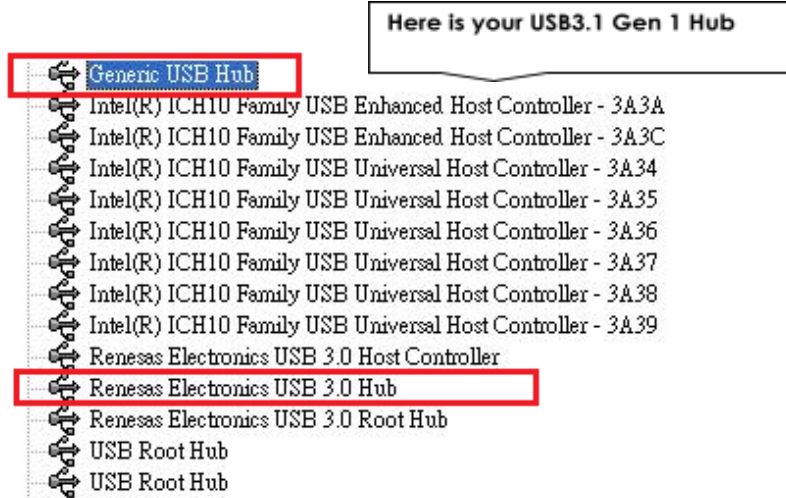 Here is your USB3.1 Gen 1 Hub
Generic USB Hub
Intel(R) ICH10 Family USB Enhanced Host Controller - 3A3A
Intel(R) ICH10 Family USB Enhanced Host Controller - 3A3C
Intel(R) ICH10 Family USB Universal Host Controller - 3A34
Intel(R) ICH10 Family USB Universal Host Controller - 3A35
Intel(R) ICH10 Family USB Universal Host Controller - 3A36
Intel(R) ICH10 Family USB Universal Host Controller - 3A37
Intel(R) ICH10 Family USB Universal Host Controller - 3A38
Intel(R) ICH10 Family USB Universal Host Controller - 3A39
Renesas Electronics USB 3.0 Host Controller
Renesas Electronics USB 3.0 Hub
Renesas Electronics USB 3.0 Root Hub
USB Root Hub
USB Root Hub